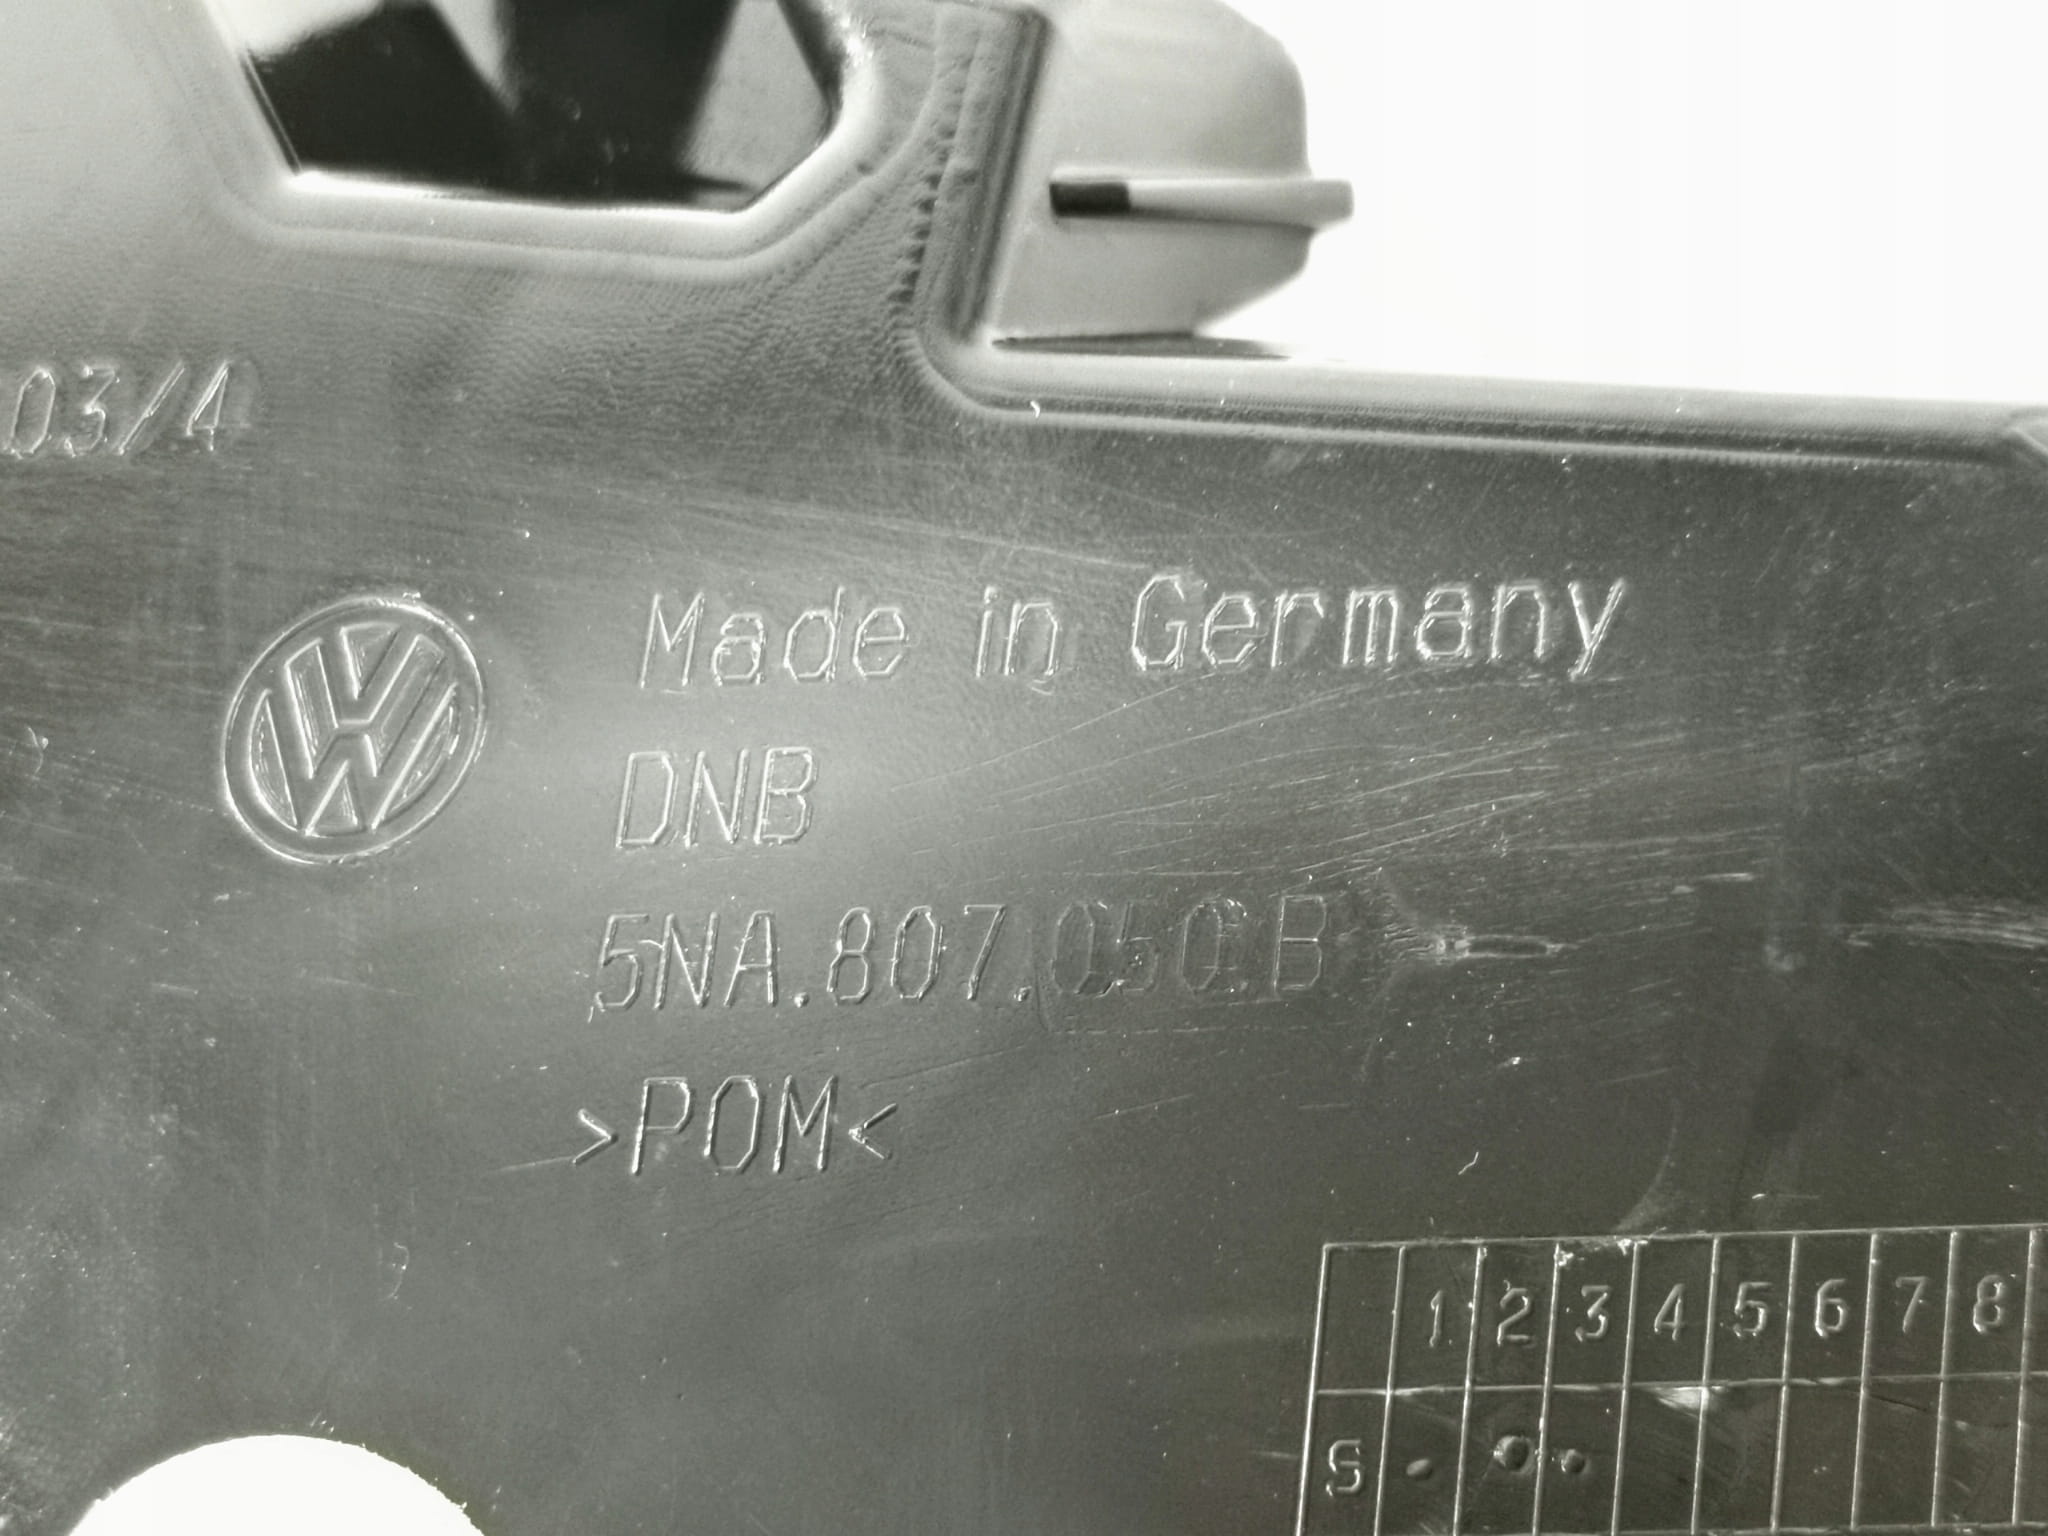 03/4
Made in Germany
DNB
5NA.807.050.B
>POM<
1 2 3 4 5 6 7 8
S